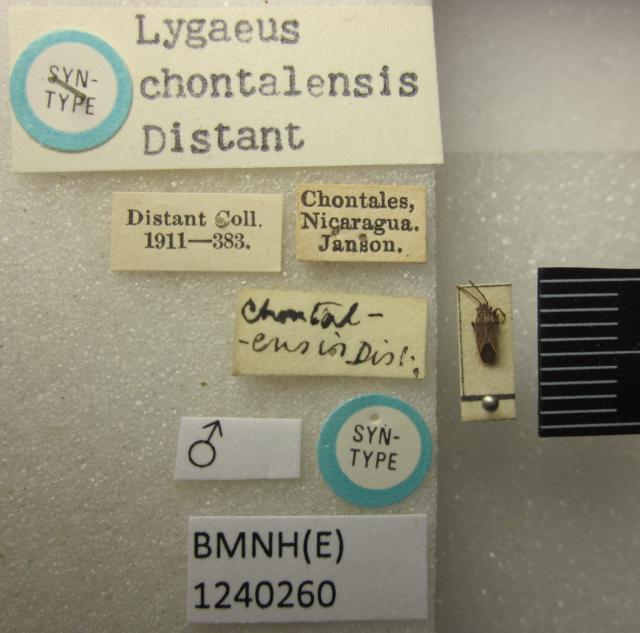 SYN-
TYPE
Lygaeus
chontalensis
Distant
Distant Coll.
1911—383.
Chontales,
Nicaragua.
Janson.
Chontal-
-ensis Dist.
♂
SYN-
TYPE
BMNH(E)
1240260